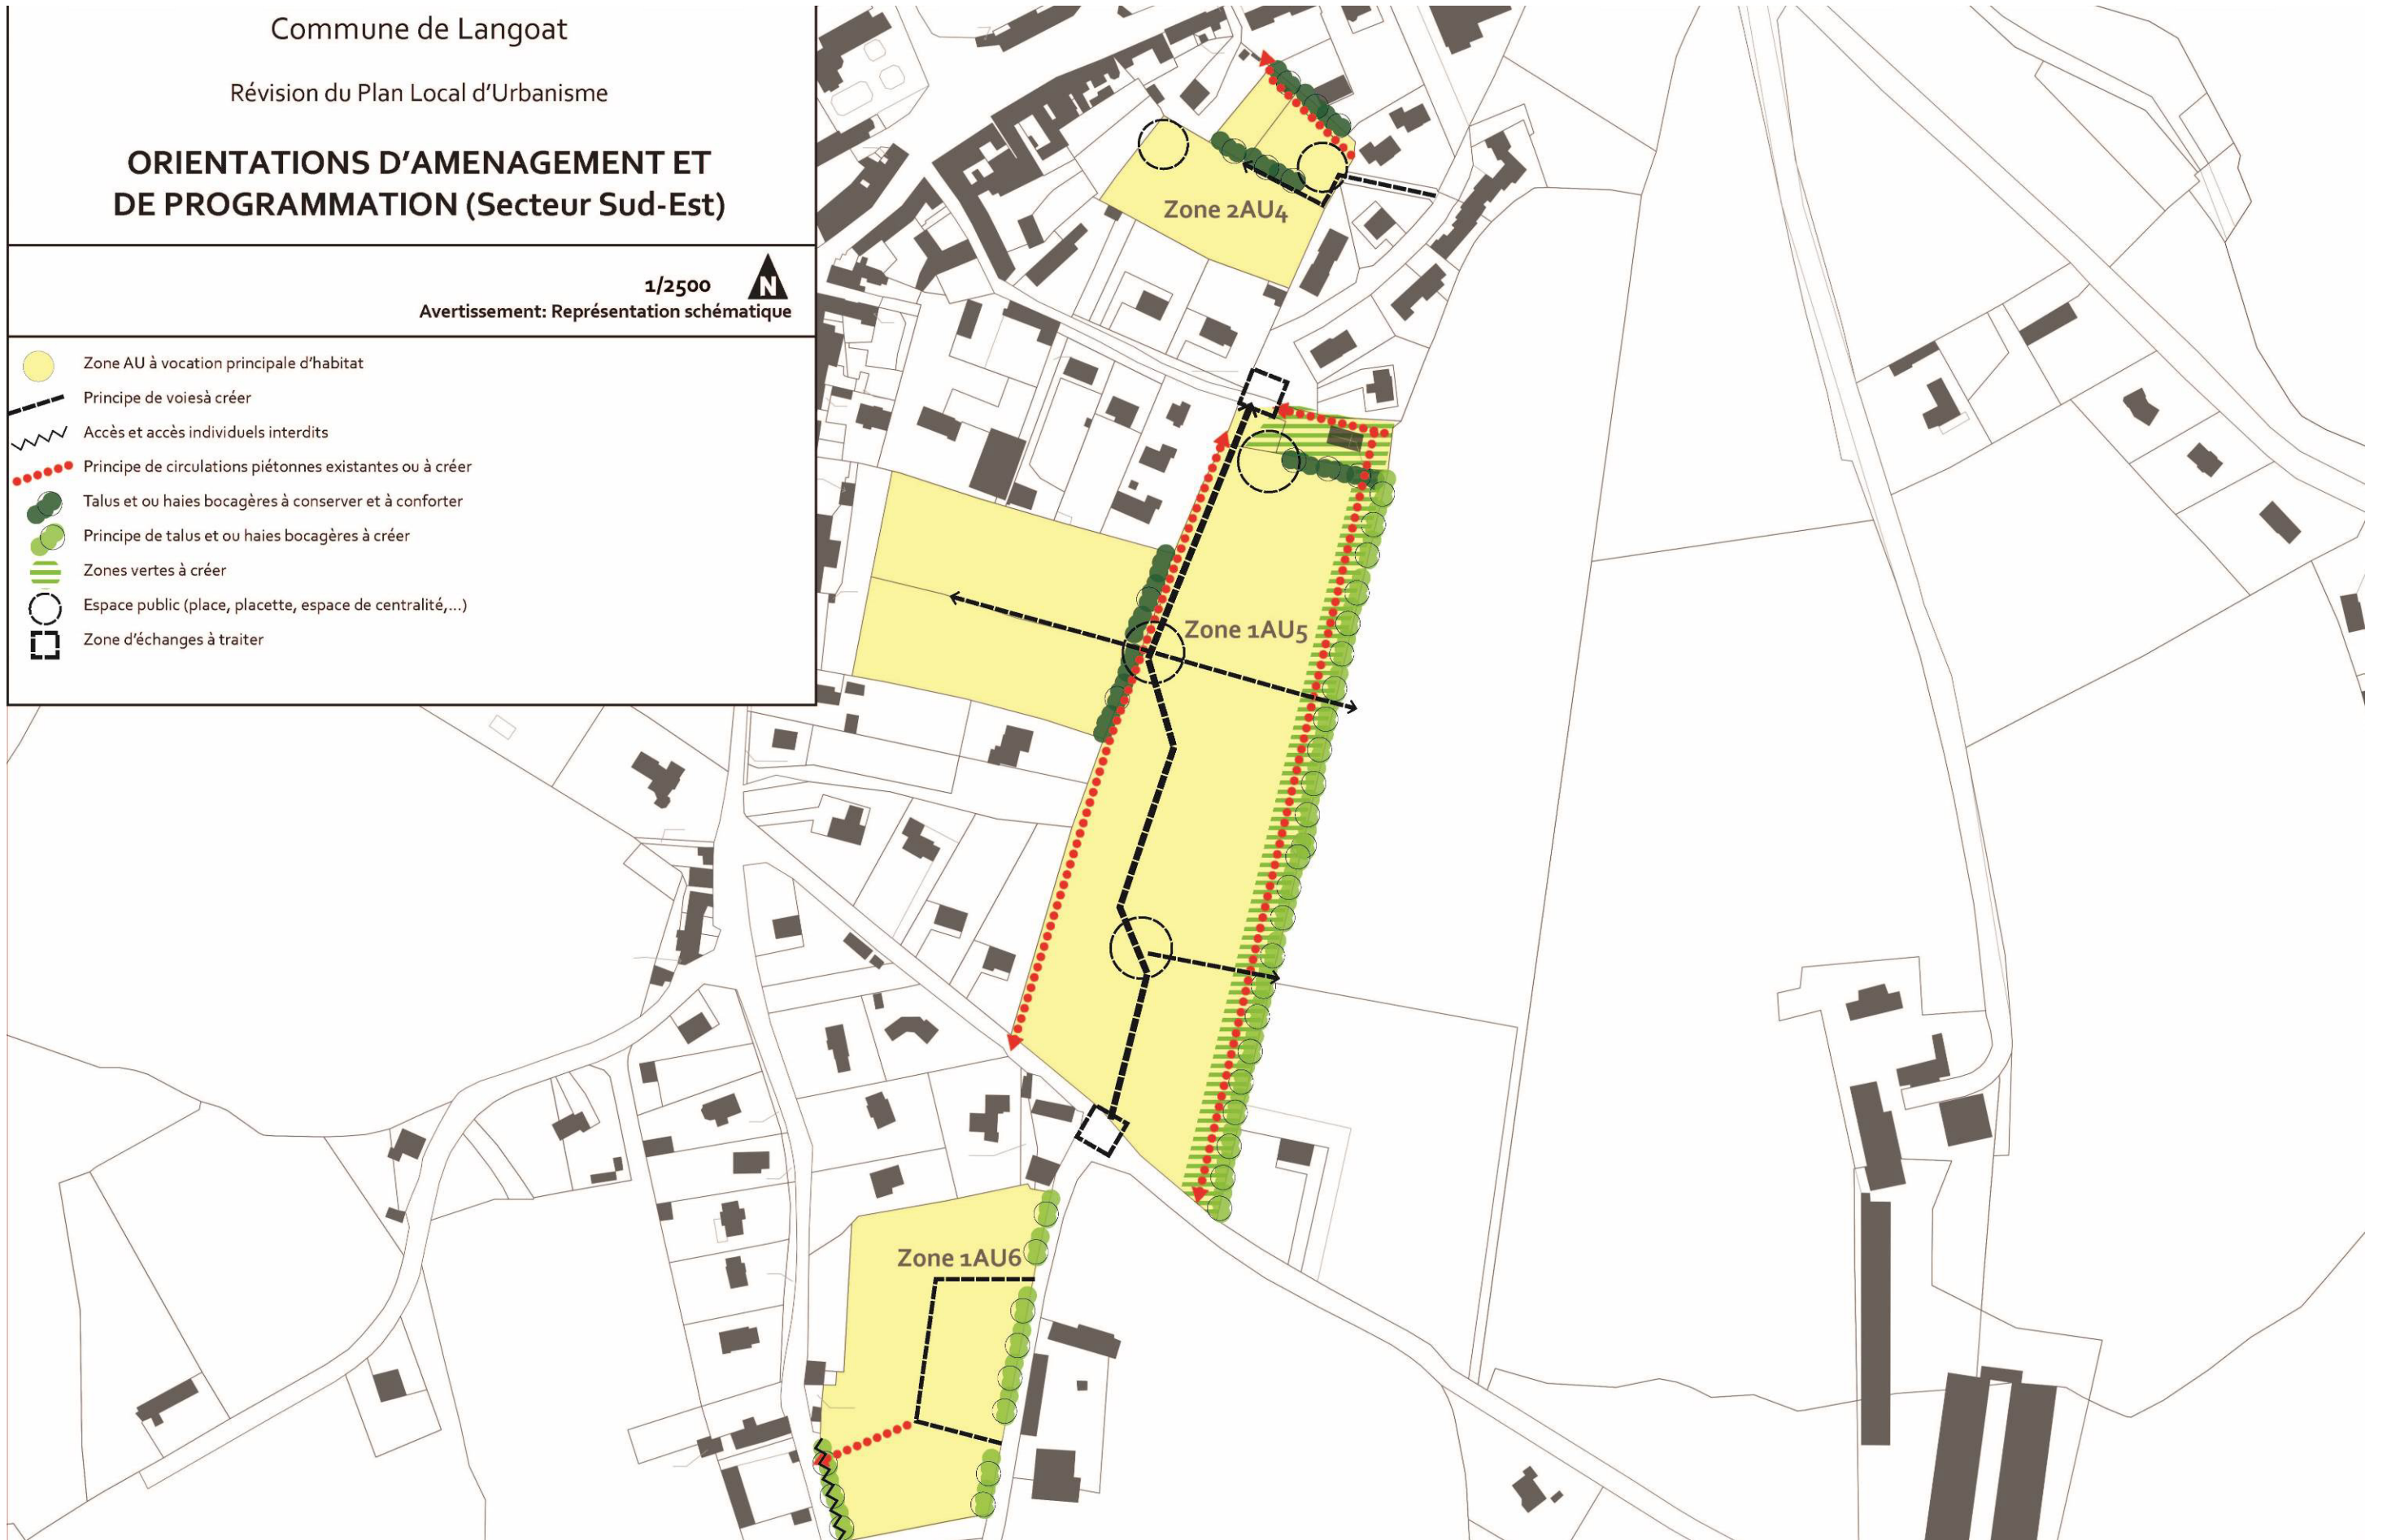 Commune de Langoat
Révision du Plan Local d'Urbanisme
ORIENTATIONS D'AMENAGEMENT ET
DE PROGRAMMATION (Secteur Sud-Est)
1/2500
N
Avertissement: Représentation schématique
Zone AU à vocation principale d'habitat
Principe de voiesà créer
Accès et accès individuels interdits
Principe de circulations piétonnes existantes ou à créer
Talus et ou haies bocagères à conserver et à conforter
Principe de talus et ou haies bocagères à créer
Zones vertes à créer
Espace public (place, placette, espace de centralité,...)
Zone d'échanges à traiter
Zone 2AU4
Zone 1AU5
Zone 1AU6